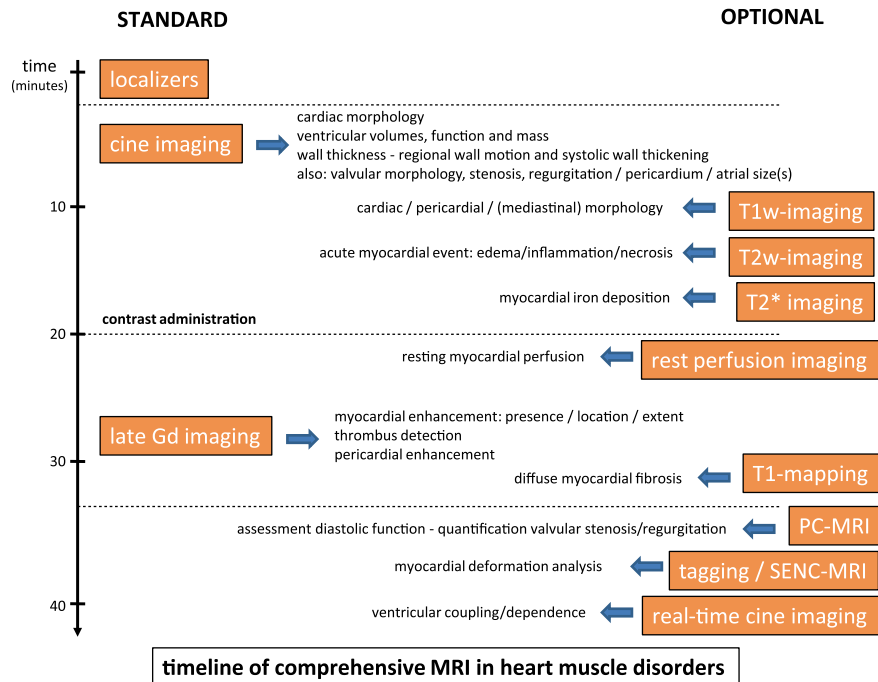 STANDARD
OPTIONAL
time
(minutes)
localizers
cine imaging
cardiac morphology
ventricular volumes, function and mass
wall thickness - regional wall motion and systolic wall thickening
also: valvular morphology, stenosis, regurgitation / pericardium / atrial size(s)
10
cardiac / pericardial / (mediastinal) morphology
T1w-imaging
acute myocardial event: edema/inflammation/necrosis
T2w-imaging
myocardial iron deposition
T2* imaging
contrast administration
20
resting myocardial perfusion
rest perfusion imaging
late Gd imaging
myocardial enhancement: presence / location / extent
thrombus detection
pericardial enhancement
30
diffuse myocardial fibrosis
T1-mapping
assessment diastolic function - quantification valvular stenosis/regurgitation
PC-MRI
myocardial deformation analysis
tagging / SENC-MRI
40
ventricular coupling/dependence
real-time cine imaging
timeline of comprehensive MRI in heart muscle disorders